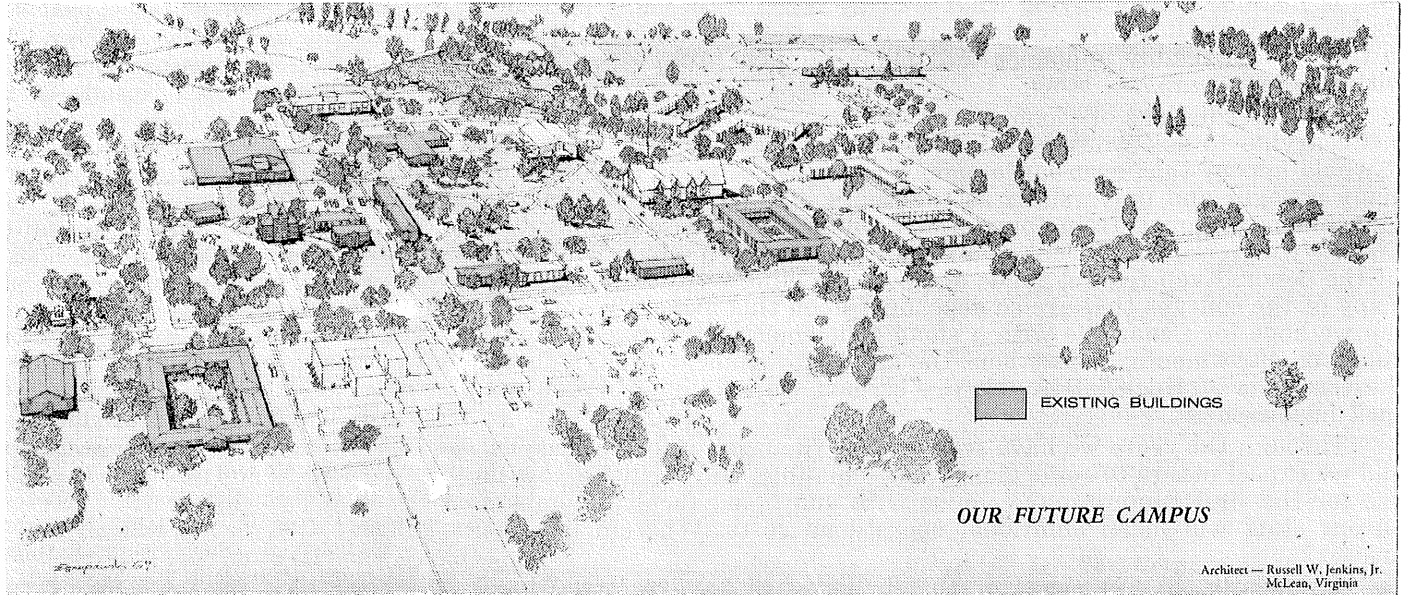 EXISTING BUILDINGS
OUR FUTURE CAMPUS
Architect — Russell W. Jenkins, Jr.
McLean, Virginia